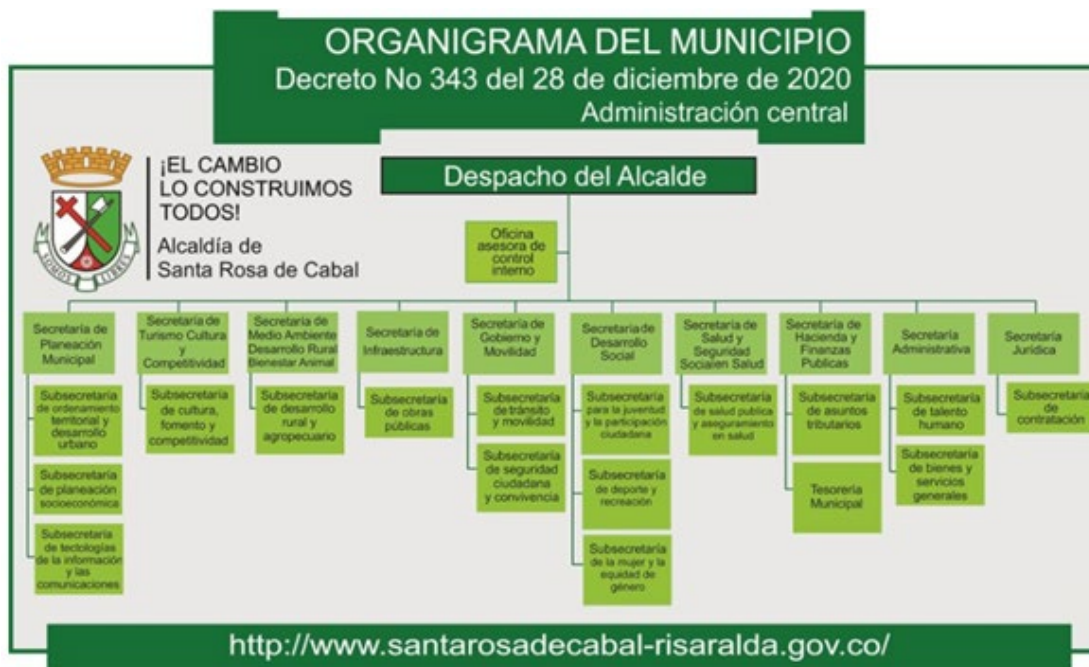 ORGANIGRAMA DEL MUNICIPIO
Decreto No 343 del 28 de diciembre de 2020
Administración central
¡EL CAMBIO
LO CONSTRUIMOS
TODOS!
Alcaldía de
Santa Rosa de Cabal
SOMOS LIBRES
Despacho del Alcalde
Oficina
asesora de
control
interno
Secretaría de
Planeación
Municipal
Subsecretaría
de ordenamiento
territorial y
desarrollo
urbano
Subsecretaría
de planeación
socioeconómica
Subsecretaría
de tectologías
de la información
y las
comunicaciones
Secretaría de
Turismo Cultura
y
Competitividad
Subsecretaría
de cultura,
fomento y
competitividad
Secretaría de
Medio Ambiente
Desarrollo Rural
Bienestar Animal
Subsecretaría
de desarrollo
rural y
agropecuario
Secretaría de
Infraestructura
Subsecretaría
de obras
públicas
Secretaría de
Gobierno y
Movilidad
Subsecretaría
de tránsito
y movilidad
Subsecretaría
de seguridad
ciudadana
y convivencia
Secretaría de
Desarrollo
Social
Subsecretaría
para la juventud
y la participación
ciudadana
Subsecretaría
de deporte y
recreación
Subsecretaría
de la mujer y la
equidad de
género
Secretaría de
Salud y
Seguridad
Socialen Salud
Subsecretaría
de salud publica
y aseguramiento
en salud
Secretaría de
Hacienda y
Finanzas
Publicas
Subsecretaría
de asuntos
tributarios
Tesorería
Municipal
Secretaría
Administrativa
Subsecretaría
de talento
humano
Subsecretaría
de bienes y
servicios
generales
Secretaría
Jurídica
Subsecretaría
de
contratación
http://www.santarosadecabal-risaralda.gov.co/